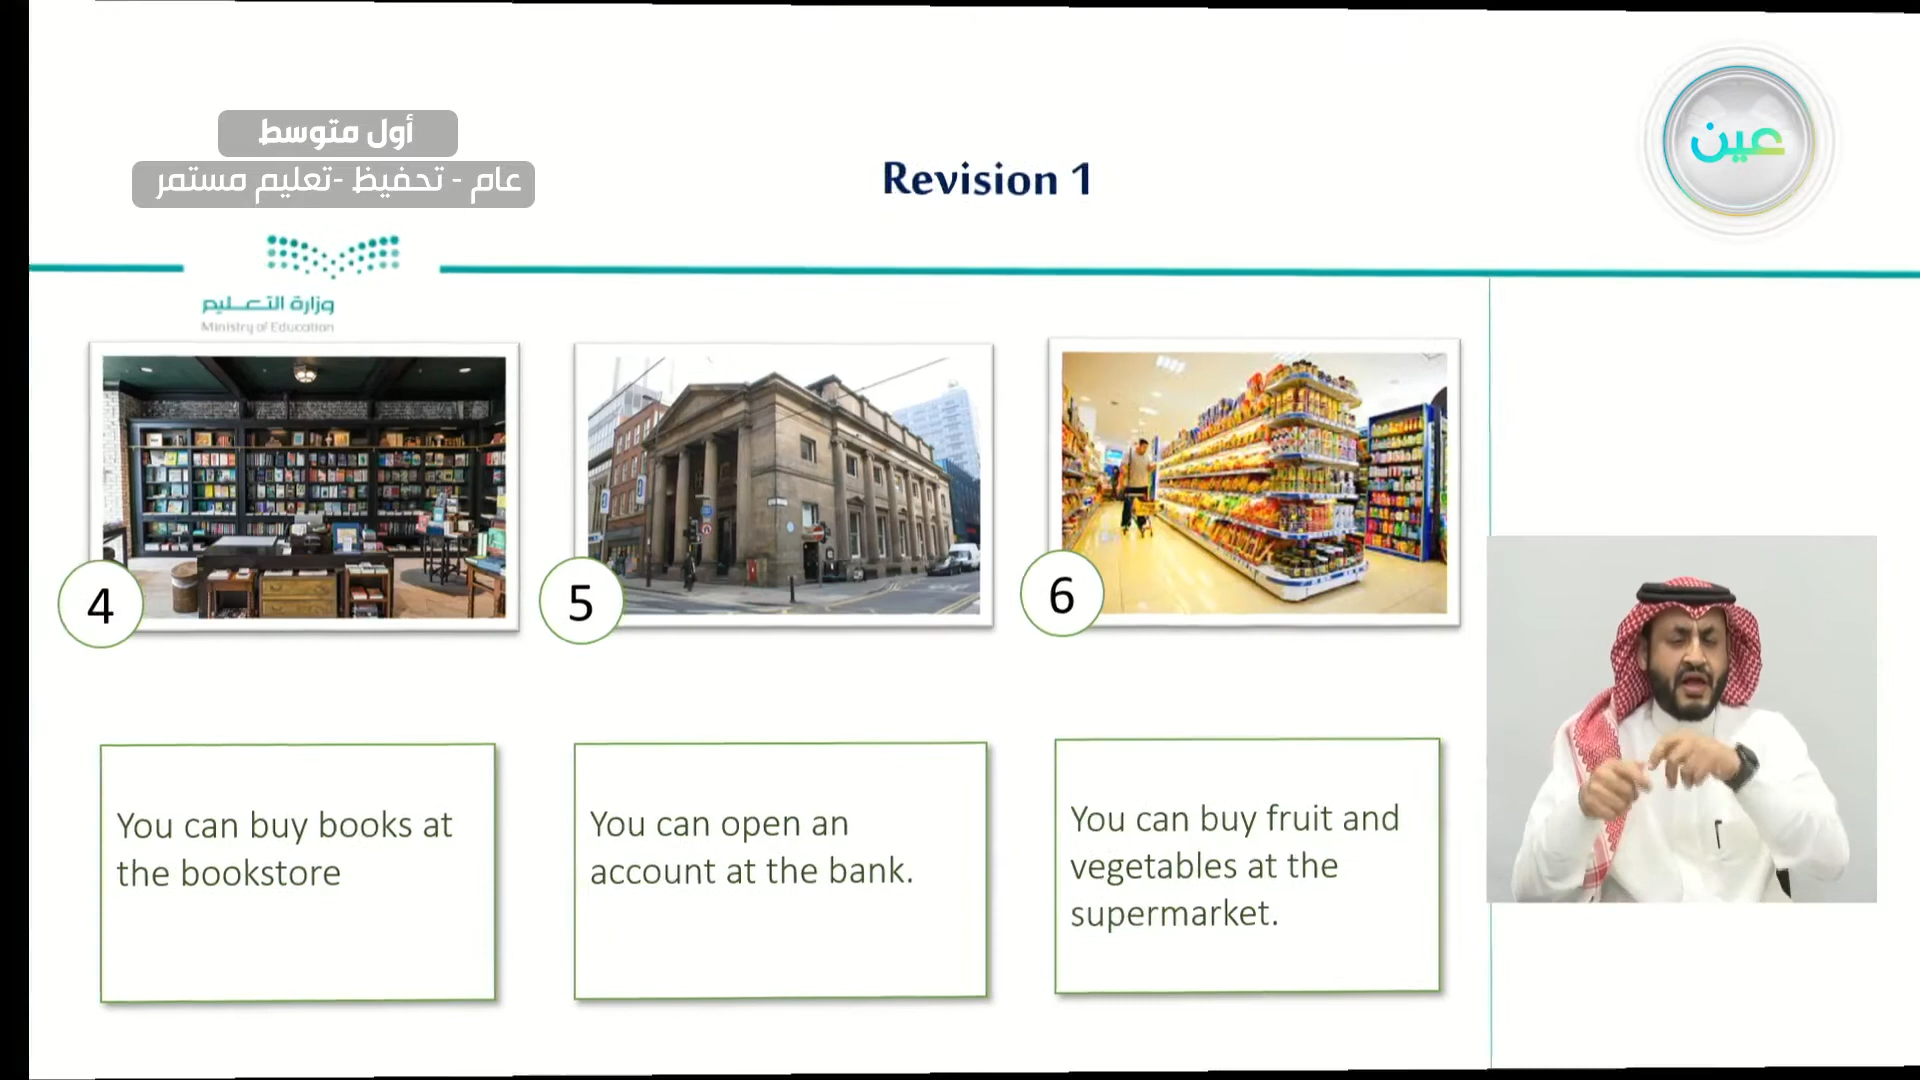 أول متوسط
عام - تحفيظ -تعليم مستمر
Revision 1
عين
وزارة التعليم
Ministry of Education
4
5
6
You can buy books at
the bookstore
You can open an
account at the bank.
You can buy fruit and
vegetables at the
supermarket.